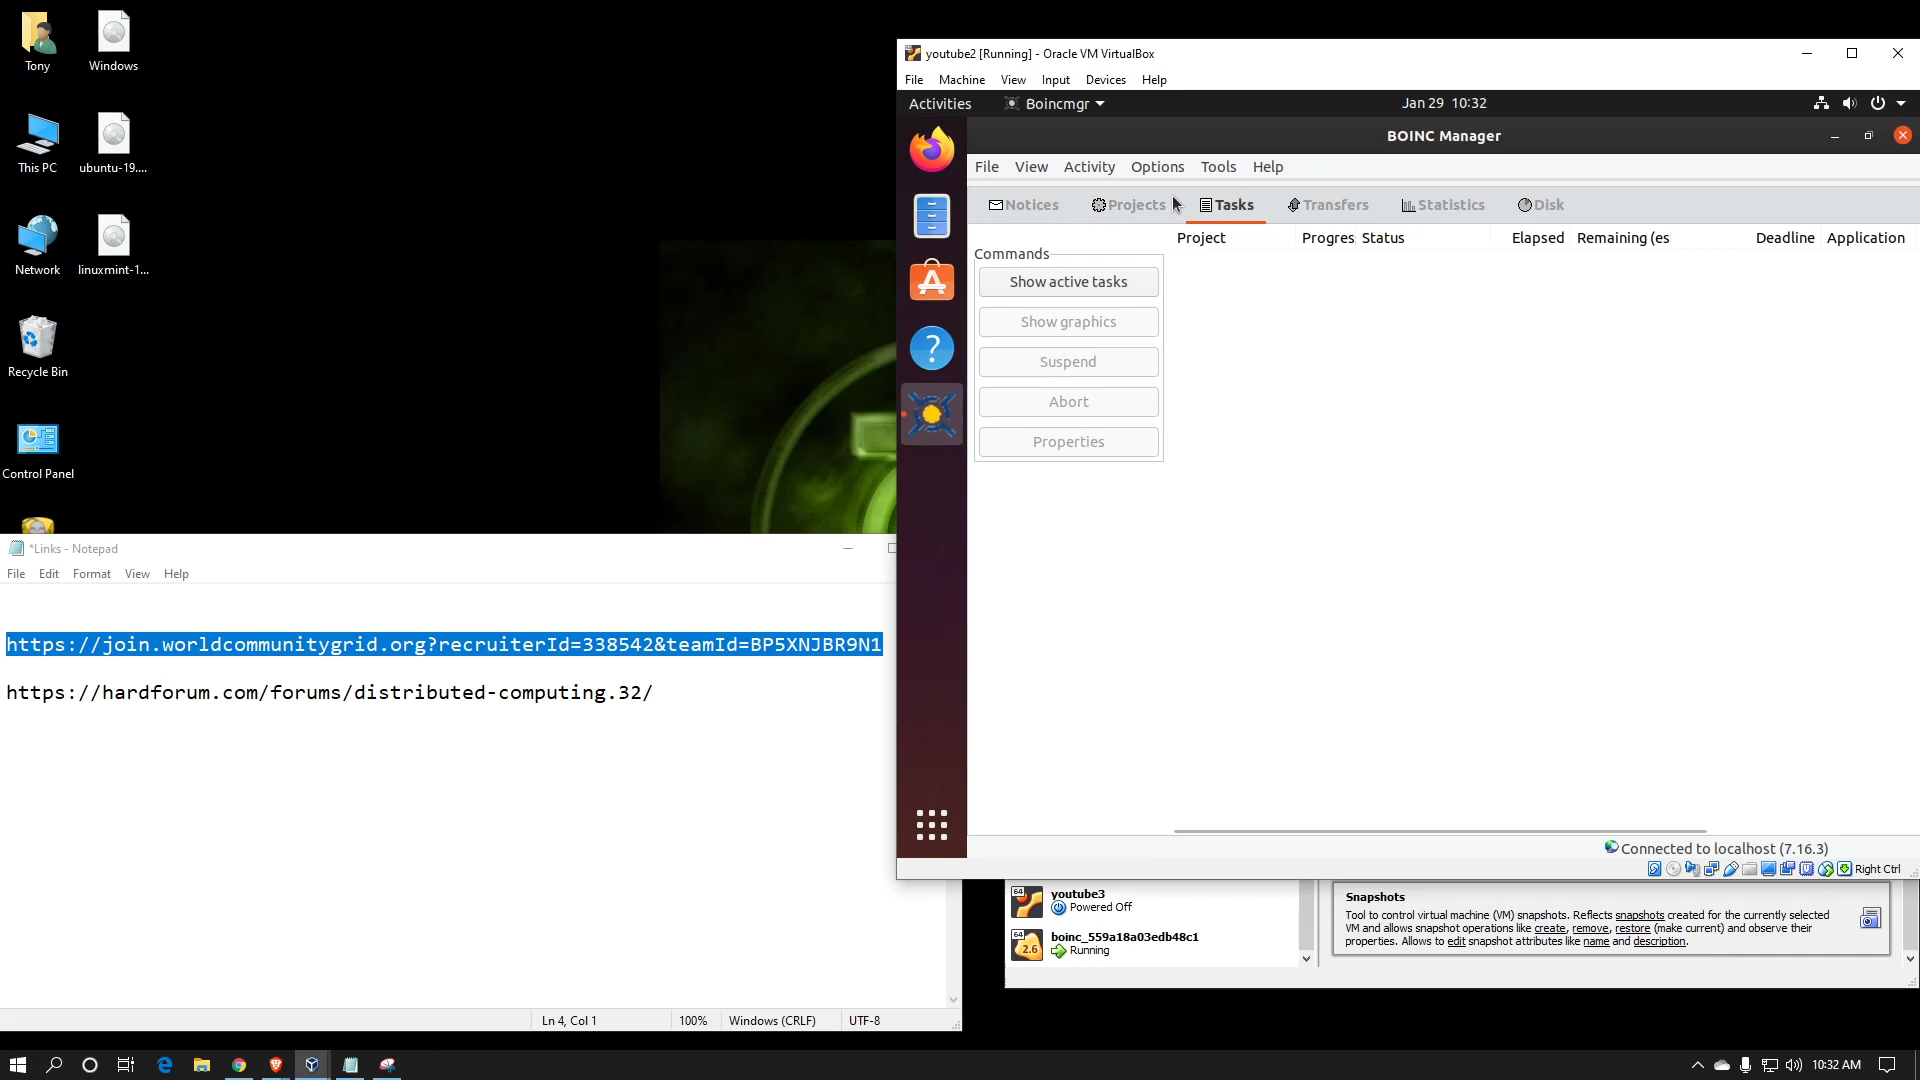 Tony
Windows
This PC
ubuntu-19....
Network
linuxmint-1...
Recycle Bin
Control Panel
youtube2 [Running] - Oracle VM VirtualBox
File Machine View Input Devices Help
Activities Boincmgr Jan 29 10:32
BOINC Manager
File View Activity Options Tools Help
Notices Projects Tasks Transfers Statistics Disk
Project Progres Status Elapsed Remaining (es Deadline Application
Commands
Show active tasks
Show graphics
Suspend
Abort
Properties
Connected to localhost (7.16.3)
Right Ctrl
*Links - Notepad
File Edit Format View Help
https://join.worldcommunitygrid.org?recruiterId=338542&teamId=BP5XNJBR9N1
https://hardforum.com/forums/distributed-computing.32/
Ln 4, Col 1 100% Windows (CRLF) UTF-8
64
youtube3
Powered Off
64
2.6
boinc_559a18a03edb48c1
Running
Snapshots
Tool to control virtual machine (VM) snapshots. Reflects snapshots created for the currently selected
VM and allows snapshot operations like create, remove, restore (make current) and observe their
properties. Allows to edit snapshot attributes like name and description.
10:32 AM